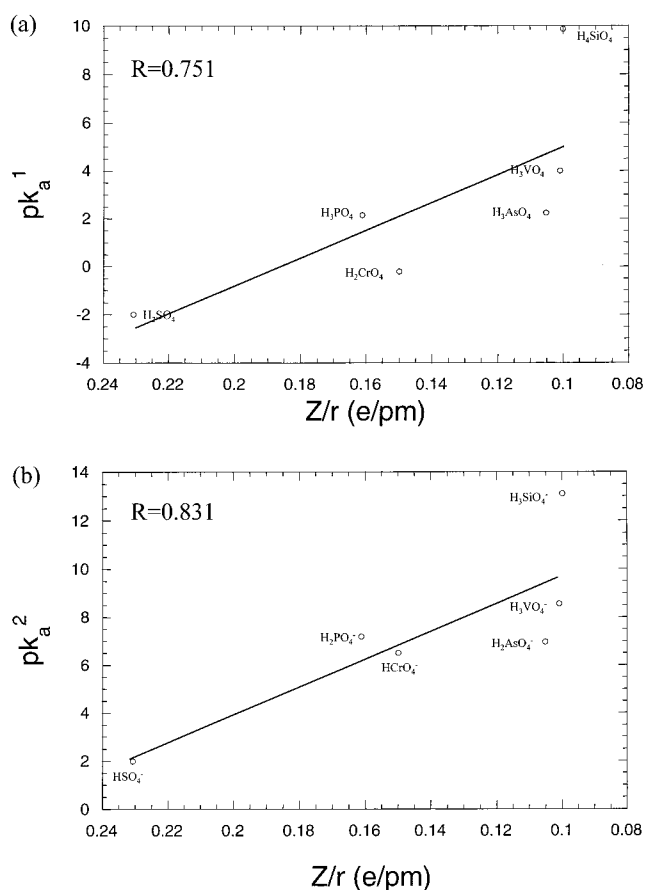 (a)
R=0.751
pk_a^1
10
8
6
4
2
0
-2
-4
H₄SiO₄
H₃VO₄
H₃PO₄
H₃AsO₄
H₂CrO₄
H₂SO₄
0.24 0.22 0.2 0.18 0.16 0.14 0.12 0.1 0.08
Z/r (e/pm)
(b)
R=0.831
pk_a^2
14
12
10
8
6
4
2
0
H₃SiO₄⁻
H₃VO₄⁻
H₂PO₄⁻
H₂AsO₄⁻
HCrO₄⁻
HSO₄⁻
0.24 0.22 0.2 0.18 0.16 0.14 0.12 0.1 0.08
Z/r (e/pm)